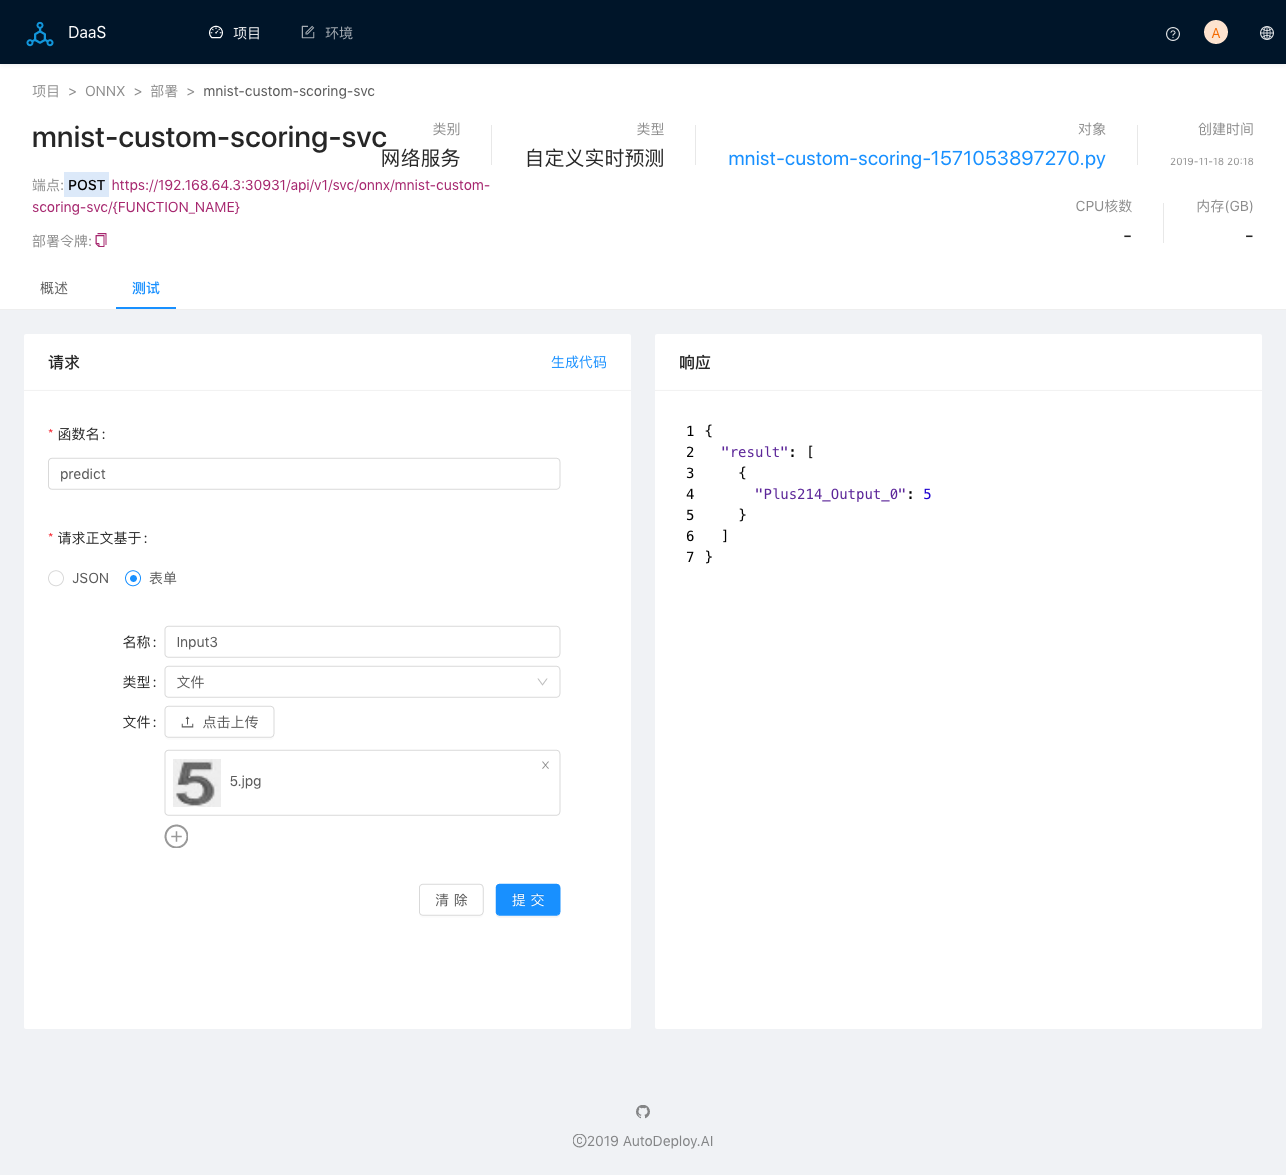 DaaS 项目 环境 A
项目 > ONNX > 部署 > mnist-custom-scoring-svc
mnist-custom-scoring-svc
类别
网络服务
类型
自定义实时预测
对象
mnist-custom-scoring-1571053897270.py
创建时间
2019-11-18 20:18
端点: POST https://192.168.64.3:30931/api/v1/svc/onnx/mnist-custom-
scoring-svc/{FUNCTION_NAME}
CPU核数
-
内存(GB)
-
部署令牌:
概述 测试
请求 生成代码
* 函数名:
predict
* 请求正文基于:
JSON 表单
名称: Input3
类型: 文件
文件: 点击上传
5 5.jpg x
清 除 提 交
响应
1 {
2 "result": [
3 {
4 "Plus214_Output_0": 5
5 }
6 ]
7 }
©2019 AutoDeploy.AI